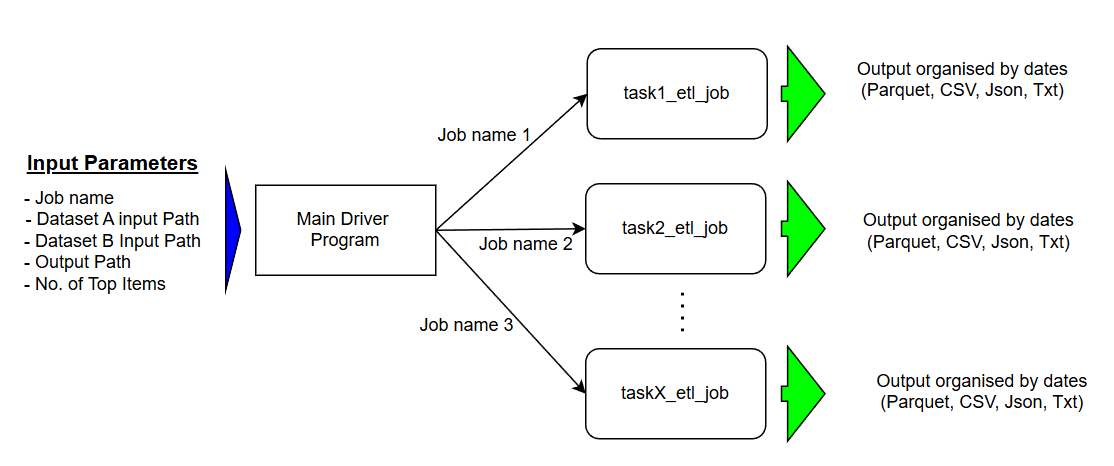 Input Parameters
- Job name
- Dataset A input Path
- Dataset B Input Path
- Output Path
- No. of Top Items
Main Driver
Program
Job name 1
Job name 2
Job name 3
task1_etl_job
Output organised by dates
(Parquet, CSV, Json, Txt)
task2_etl_job
Output organised by dates
(Parquet, CSV, Json, Txt)
taskX_etl_job
Output organised by dates
(Parquet, CSV, Json, Txt)